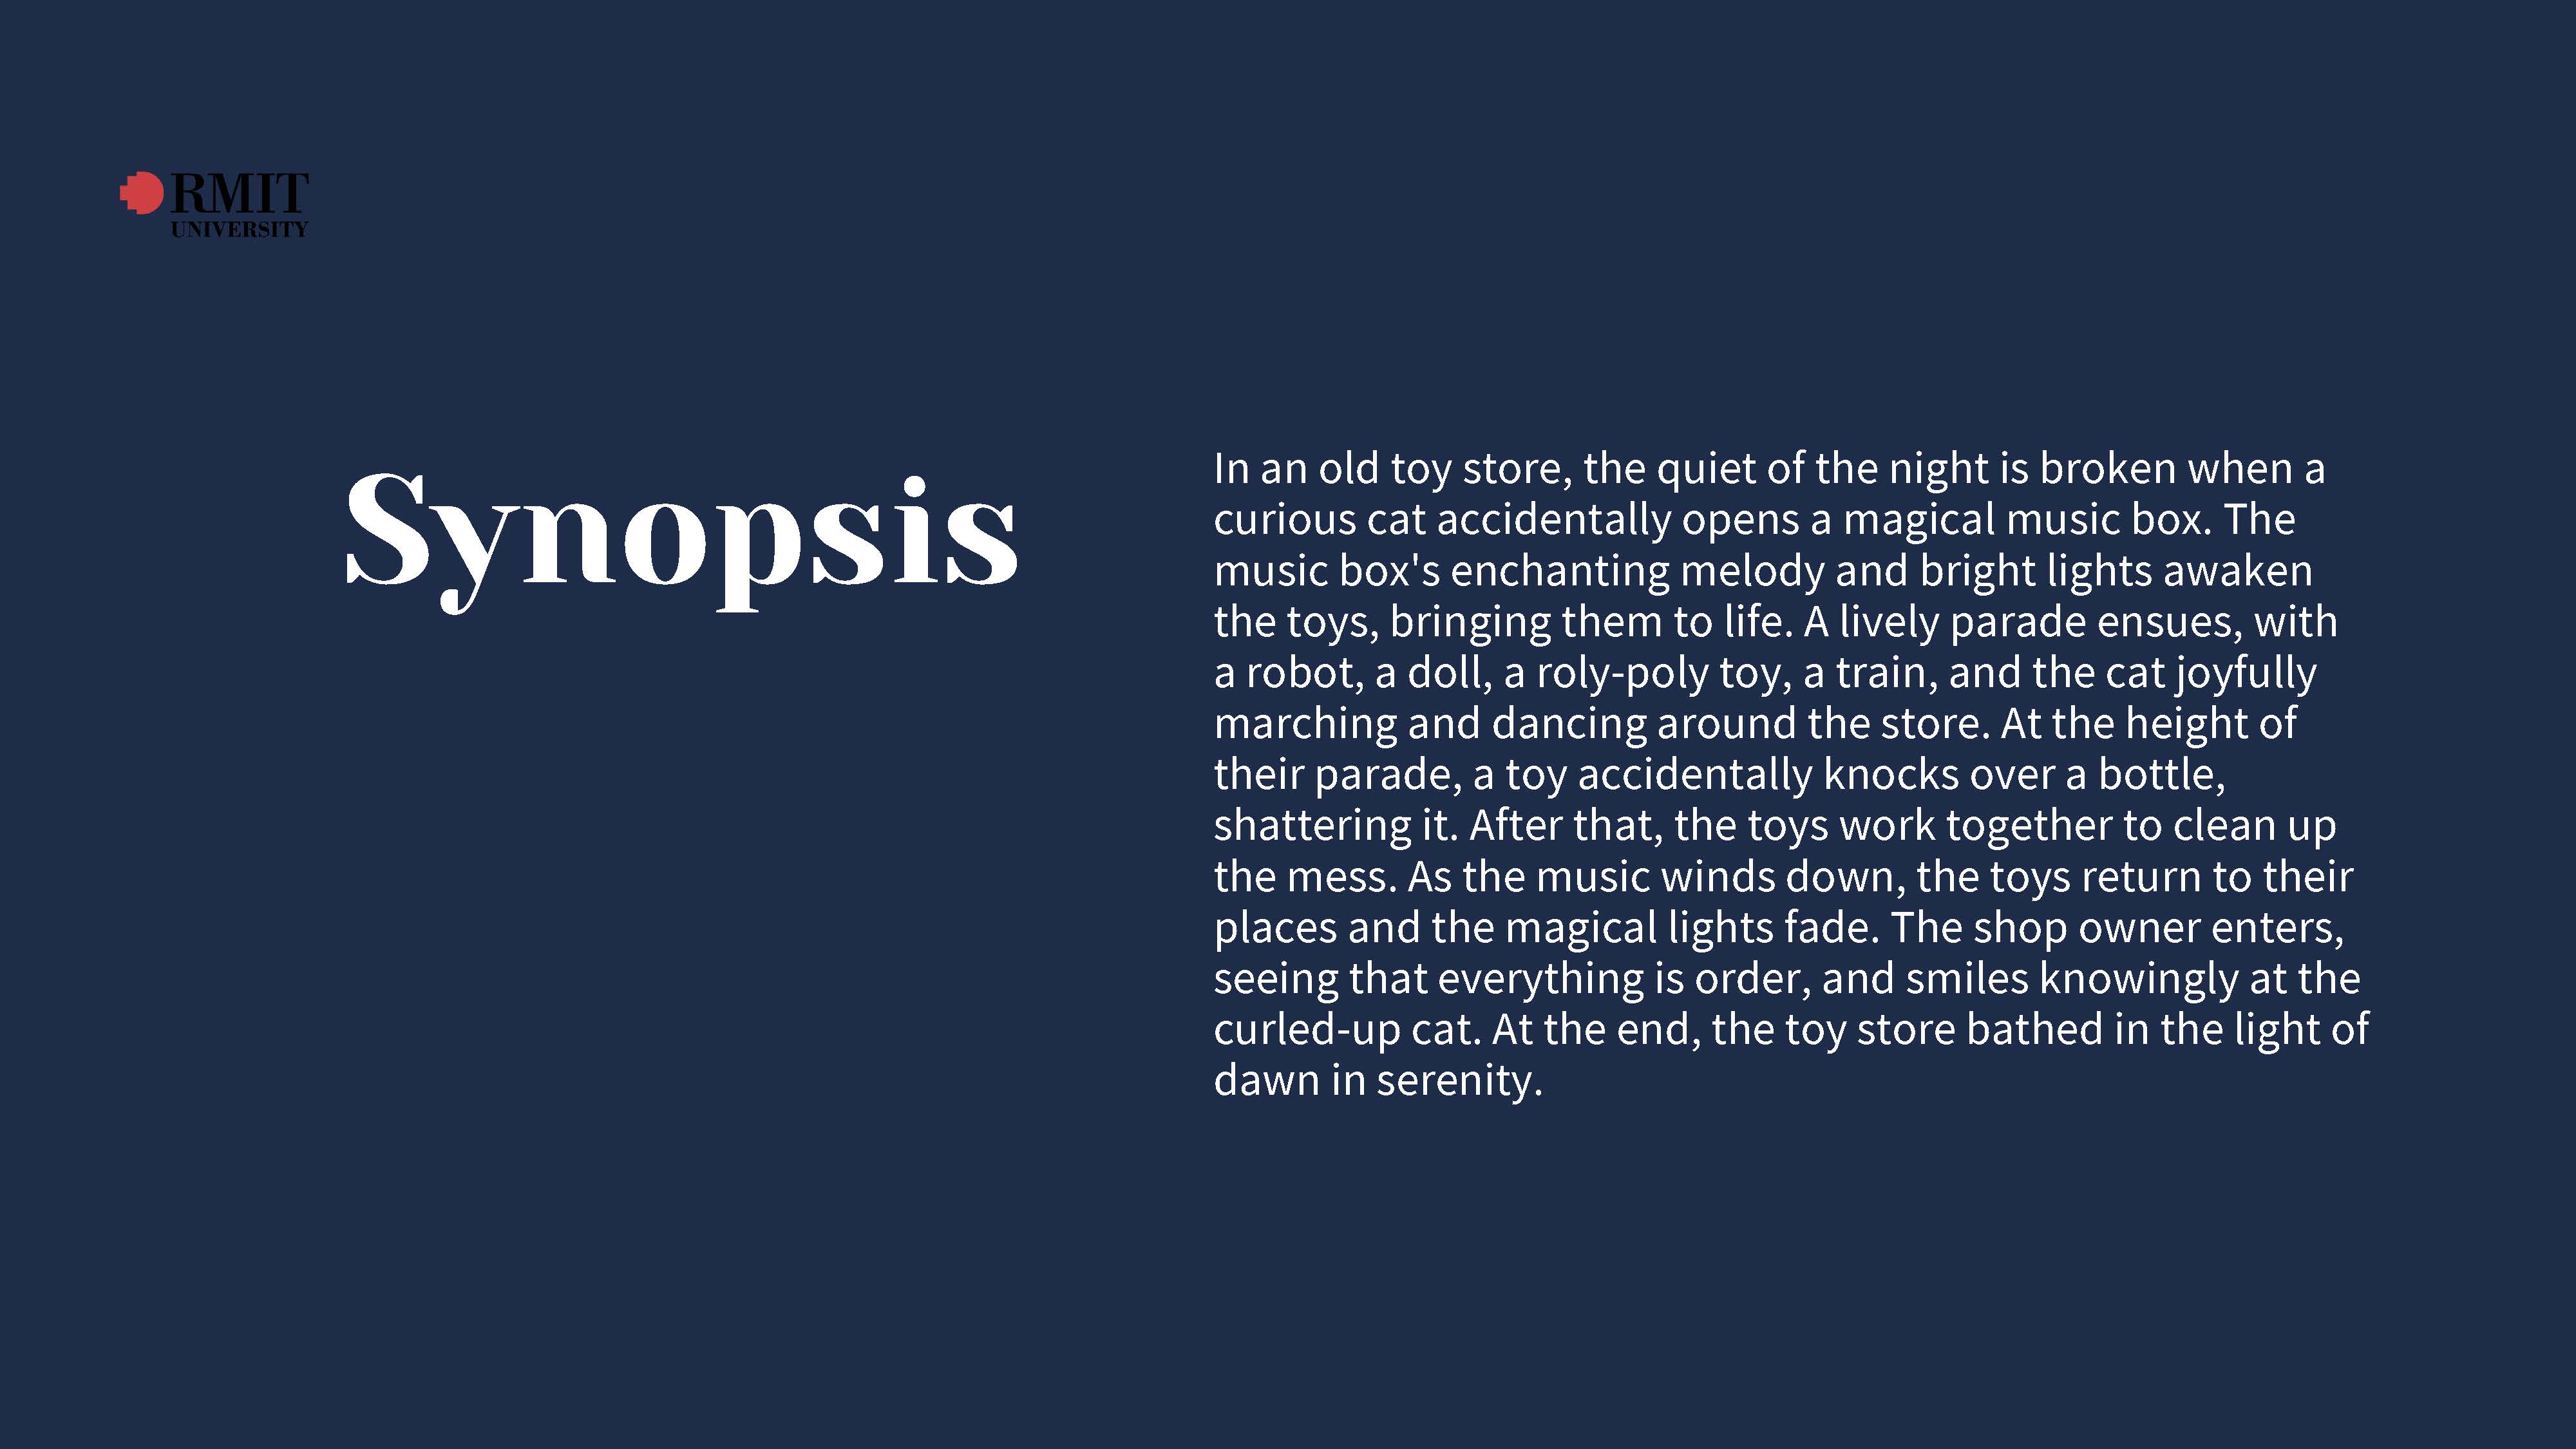 RMIT
UNIVERSITY
Synopsis
In an old toy store, the quiet of the night is broken when a
curious cat accidentally opens a magical music box. The
music box's enchanting melody and bright lights awaken
the toys, bringing them to life. A lively parade ensues, with
a robot, a doll, a roly-poly toy, a train, and the cat joyfully
marching and dancing around the store. At the height of
their parade, a toy accidentally knocks over a bottle,
shattering it. After that, the toys work together to clean up
the mess. As the music winds down, the toys return to their
places and the magical lights fade. The shop owner enters,
seeing that everything is order, and smiles knowingly at the
curled-up cat. At the end, the toy store bathed in the light of
dawn in serenity.